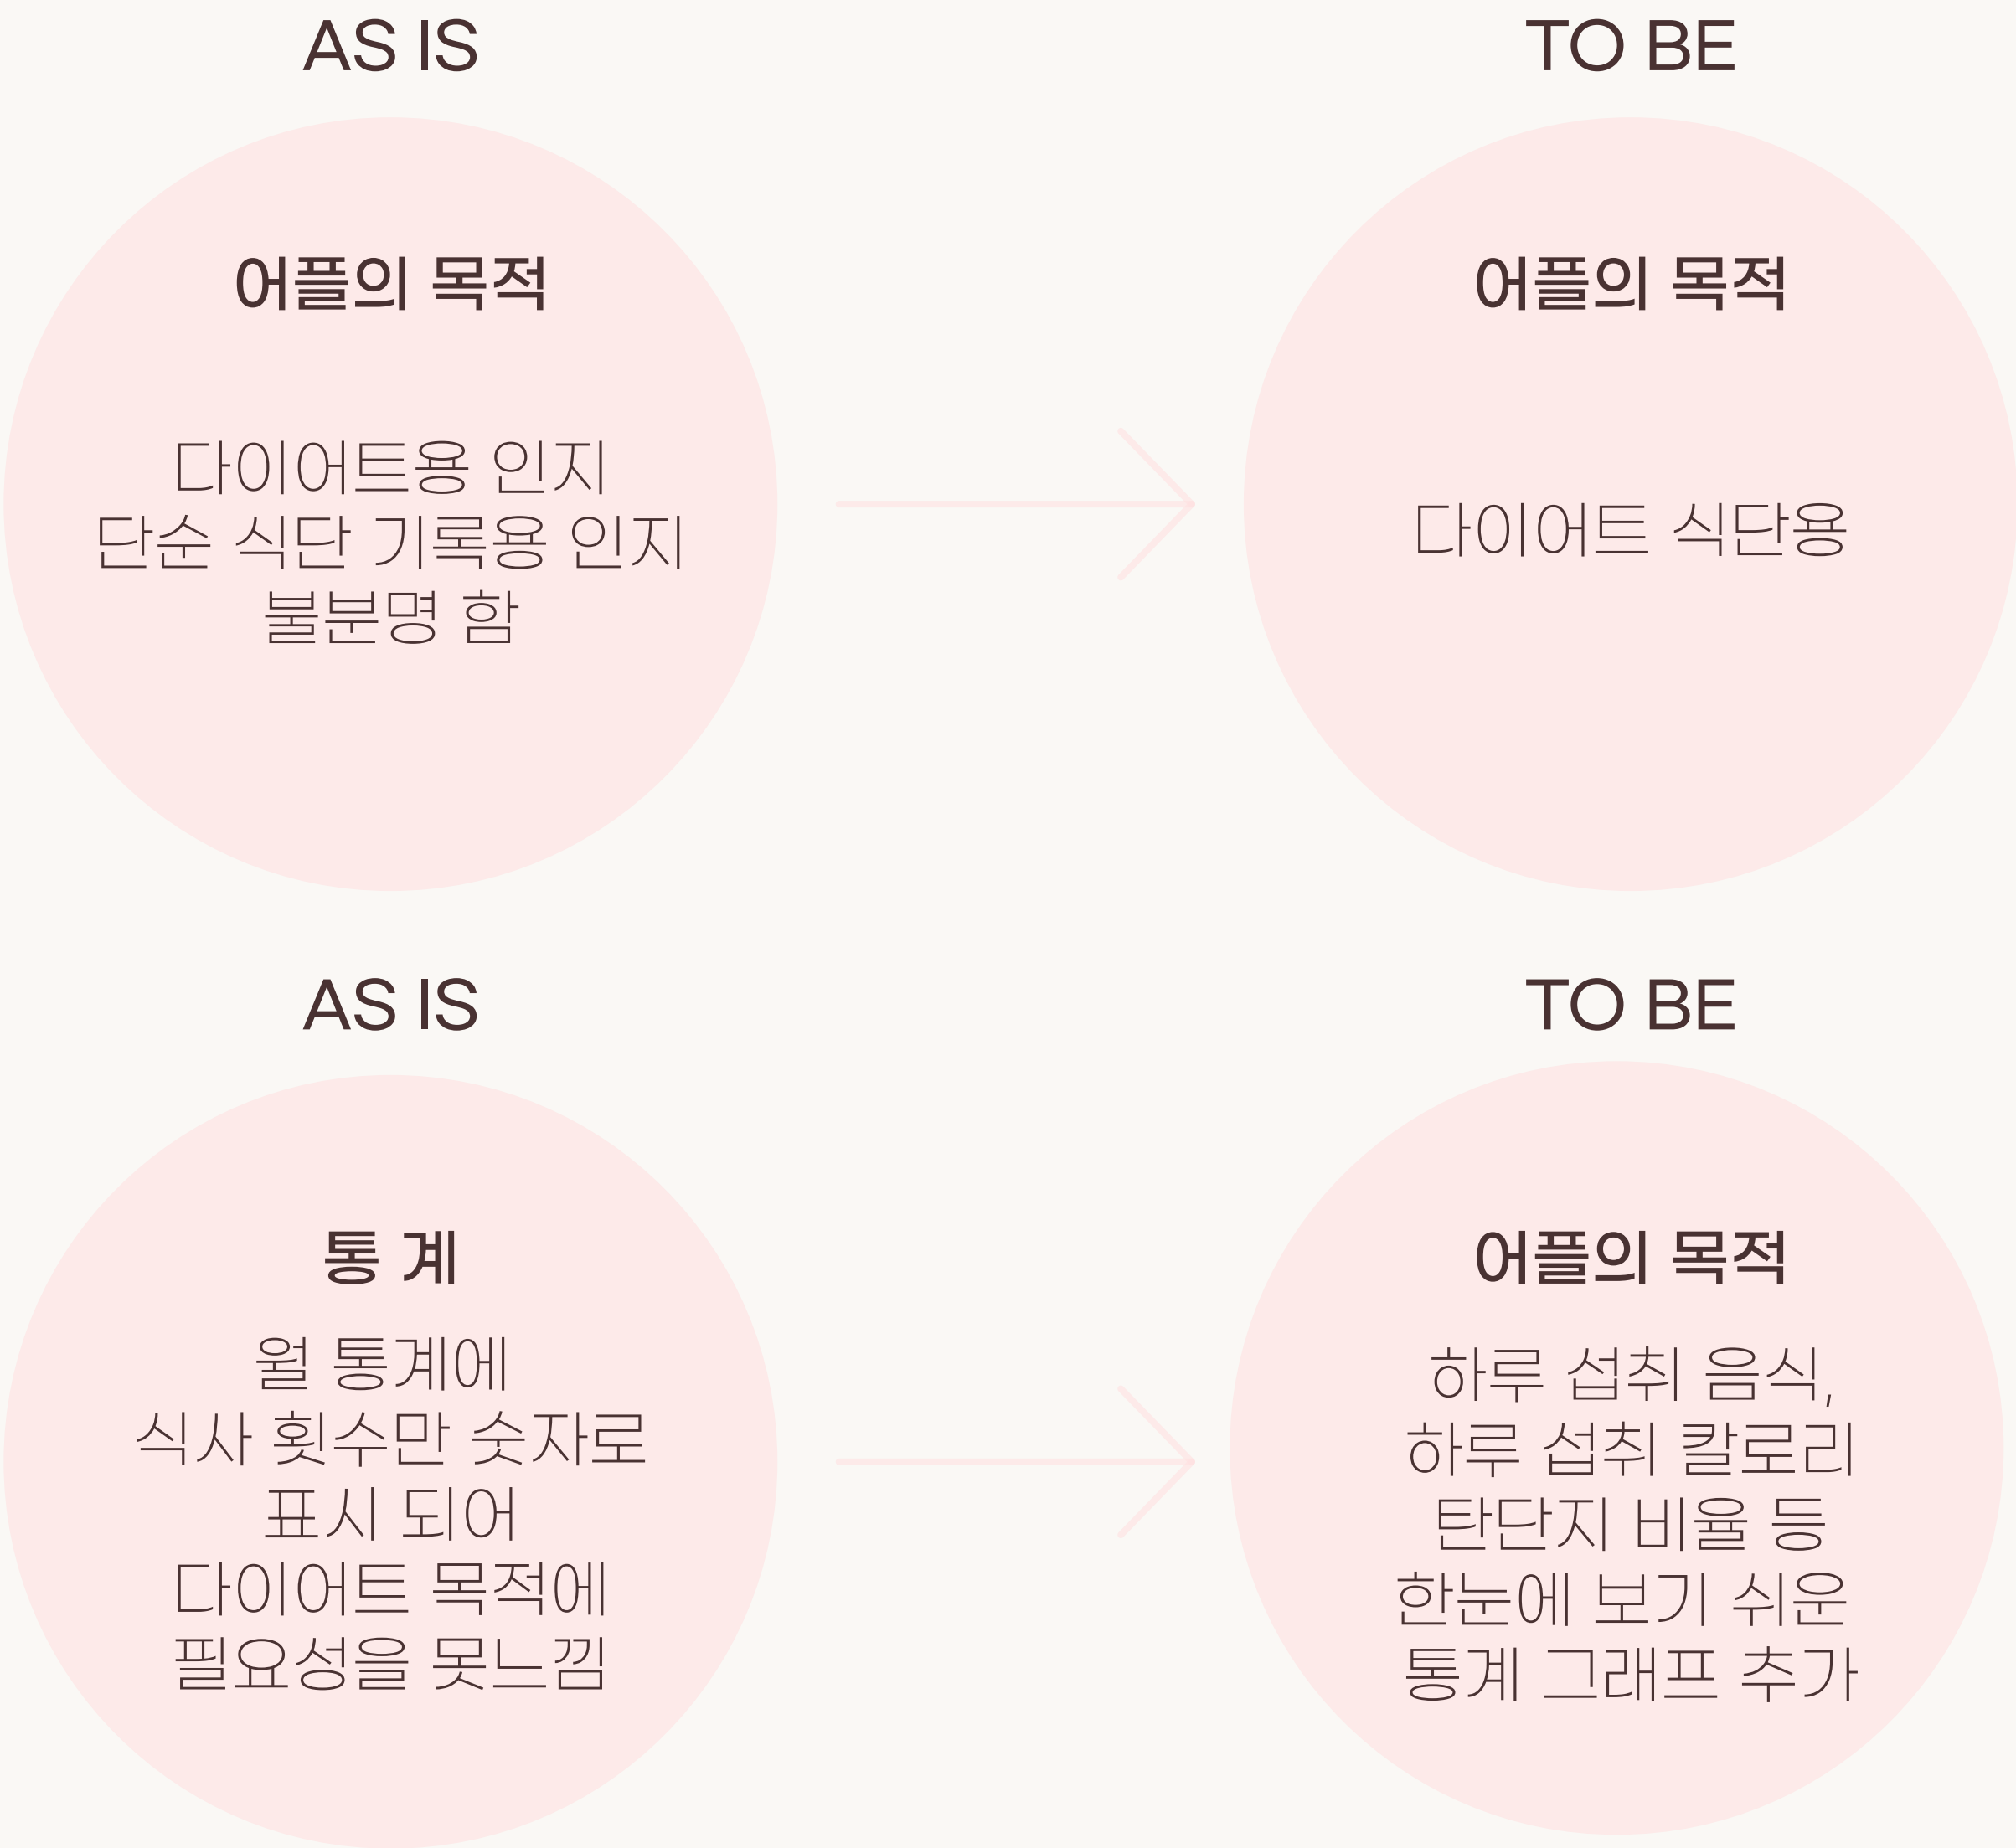 AS IS
TO BE
어플의 목적
다이어트용 인지
단순 식단 기록용 인지
불분명 함
어플의 목적
다이어트 식단용
AS IS
TO BE
통 계
월 통계에
식사 횟수만 숫자로
표시 되어
다이어트 목적에
필요성을 못느낌
어플의 목적
하루 섭취 음식,
하루 섭취 칼로리
탄단지 비율 등
한눈에 보기 쉬운
통계 그래프 추가